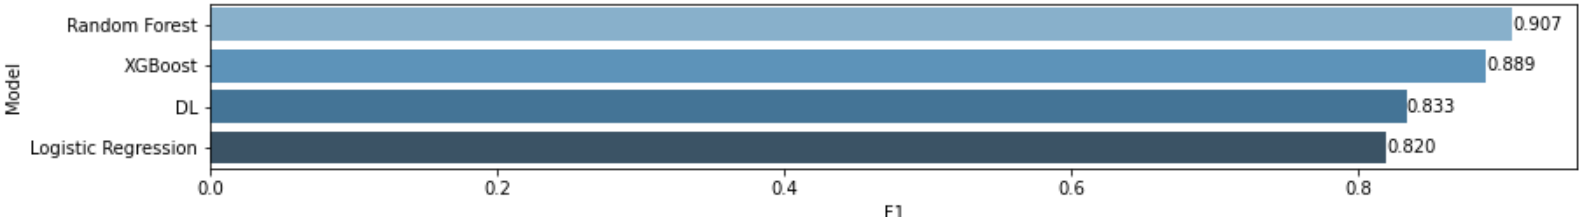 Model
Random Forest 0.907
XGBoost 0.889
DL 0.833
Logistic Regression 0.820
0.0 0.2 0.4 0.6 0.8
F1